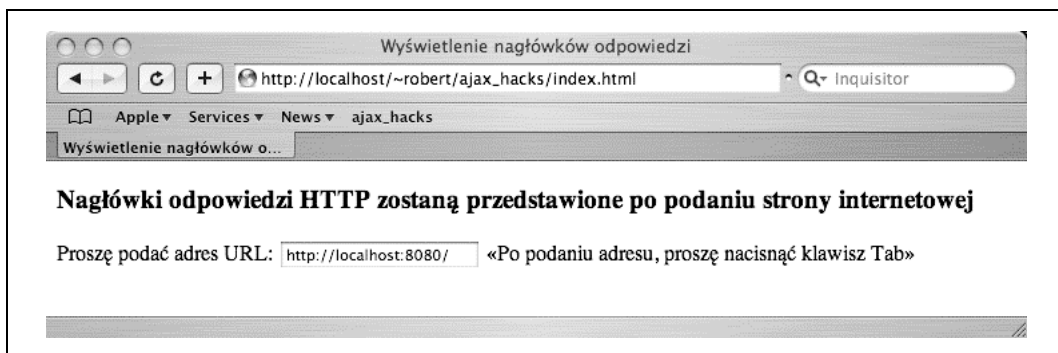 Wyświetlenie nagłówków odpowiedzi
http://localhost/~robert/ajax_hacks/index.html
Inquisitor
Apple Services News ajax_hacks
Wyświetlenie nagłówków o...
Nagłówki odpowiedzi HTTP zostaną przedstawione po podaniu strony internetowej
Proszę podać adres URL: http://localhost:8080/ «Po podaniu adresu, proszę nacisnąć klawisz Tab»